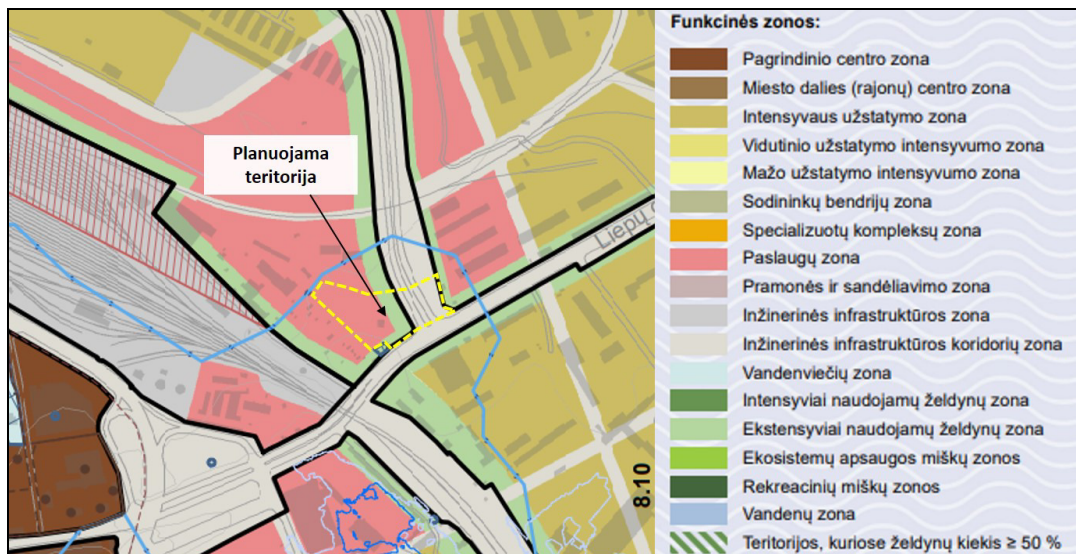 Planuojama
teritorija
Liepų
8.10
Funkcinės zonos:
Pagrindinio centro zona
Miesto dalies (rajonų) centro zona
Intensyvaus užstatymo zona
Vidutinio užstatymo intensyvumo zona
Mažo užstatymo intensyvumo zona
Sodininkų bendrijų zona
Specializuotų kompleksų zona
Paslaugų zona
Pramonės ir sandėliavimo zona
Inžinerinės infrastruktūros zona
Inžinerinės infrastruktūros koridorių zona
Vandenviečių zona
Intensyviai naudojamų želdynų zona
Ekstensyviai naudojamų želdynų zona
Ekosistemų apsaugos miškų zonos
Rekreacinių miškų zonos
Vandenų zona
Teritorijos, kuriose želdynų kiekis ≥ 50 %